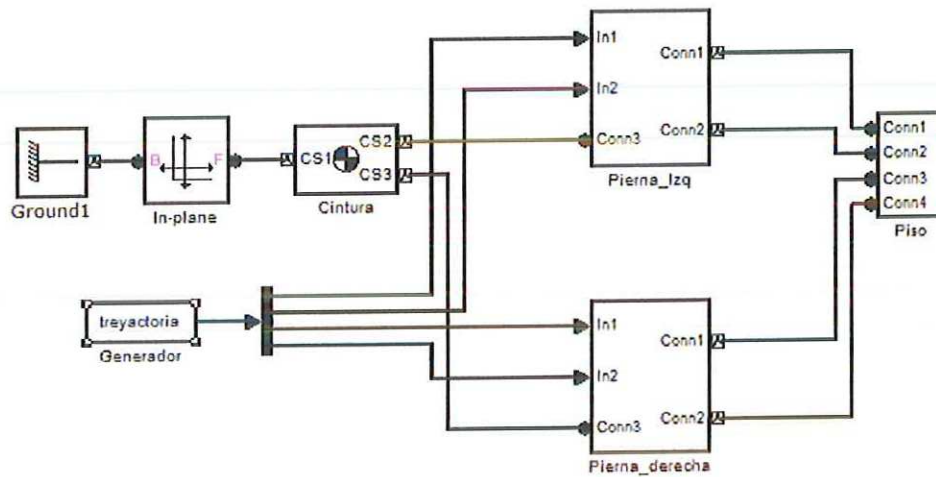 Ground1
B
F
In-plane
CS1
CS2
CS3
Cintura
treyactoria
Generador
In1
In2
Conn3
Conn1
Conn2
Pierna_Izq
In1
In2
Conn3
Conn1
Conn2
Pierna_derecha
Conn1
Conn2
Conn3
Conn4
Piso